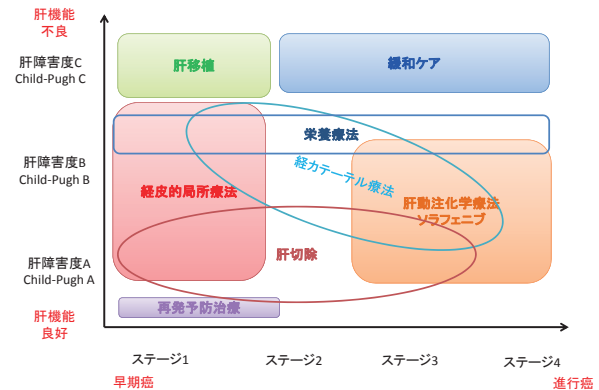 肝機能
不良
肝障害度C
Child-Pugh C
肝移植
緩和ケア
栄養療法
肝障害度B
Child-Pugh B
経カテーテル療法
経皮的局所療法
肝動注化学療法
ソラフェニブ
肝切除
肝障害度A
Child-Pugh A
再発予防治療
肝機能
良好
ステージ1
ステージ2
ステージ3
ステージ4
早期癌
進行癌